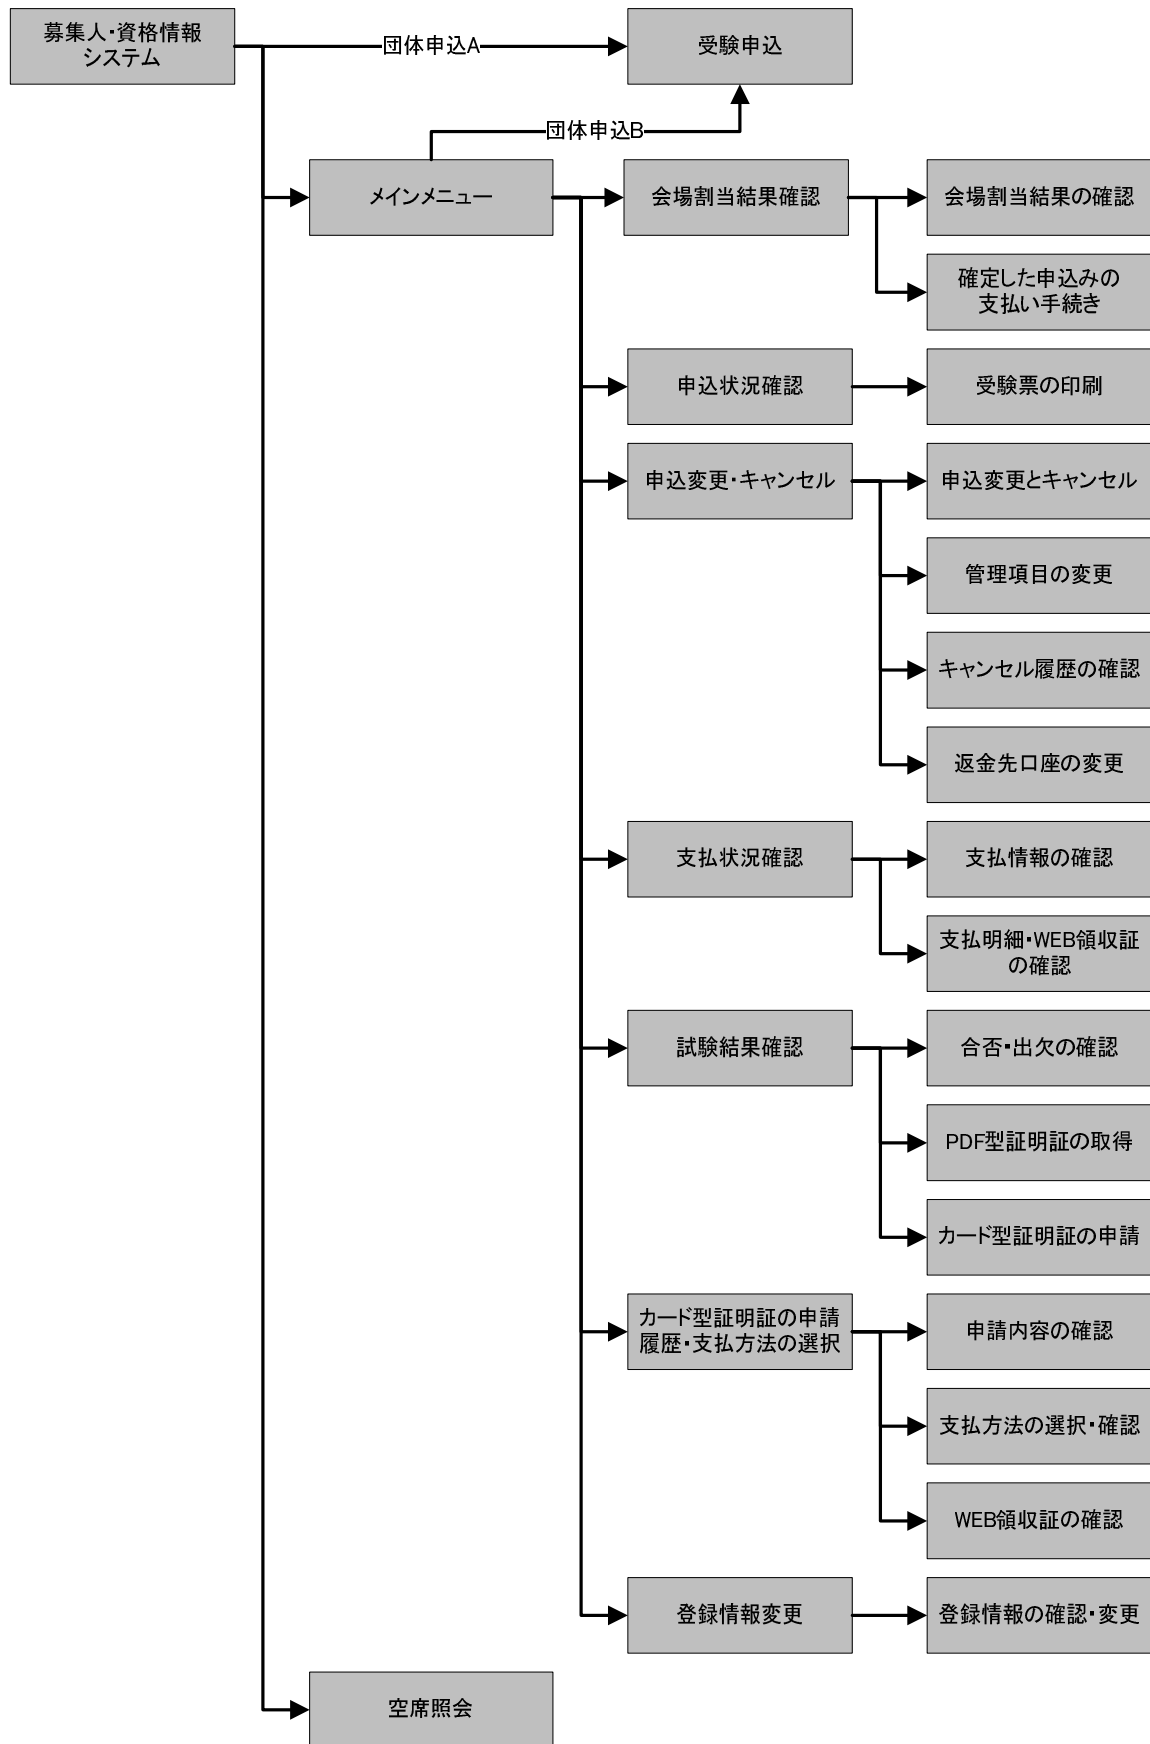 募集人・資格情報
システム
団体申込A
受験申込
団体申込B
メインメニュー
会場割当結果確認
会場割当結果の確認
確定した申込みの
支払い手続き
申込状況確認
受験票の印刷
申込変更・キャンセル
申込変更とキャンセル
管理項目の変更
キャンセル履歴の確認
返金先口座の変更
支払状況確認
支払情報の確認
支払明細・WEB領収証
の確認
試験結果確認
合否・出欠の確認
PDF型証明証の取得
カード型証明証の申請
カード型証明証の申請
履歴・支払方法の選択
申請内容の確認
支払方法の選択・確認
WEB領収証の確認
登録情報変更
登録情報の確認・変更
空席照会